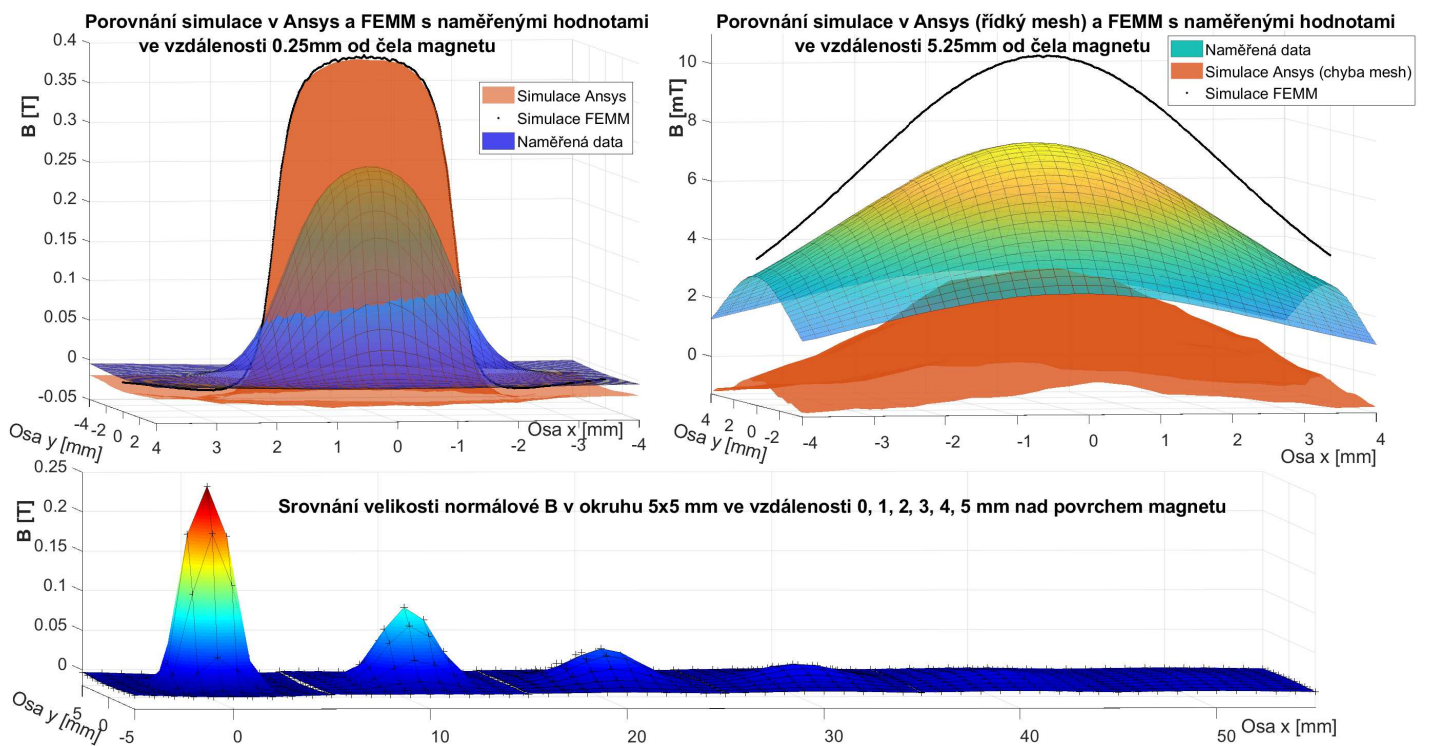 Porovnání simulace v Ansys a FEMM s naměřenými hodnotami
ve vzdálenosti 0.25mm od čela magnetu
0.4
0.35
0.3
0.25
0.2
0.15
0.1
0.05
0
-0.05
B [T]
Simulace Ansys
Simulace FEMM
Naměřená data
-4 -2 0 2 4
Osa y [mm]
3 2 1 0 -1 -2 -3 -4
Osa x [mm]
Porovnání simulace v Ansys (řídký mesh) a FEMM s naměřenými hodnotami
ve vzdálenosti 5.25mm od čela magnetu
10
8
6
4
2
0
B [mT]
Naměřená data
Simulace Ansys (chyba mesh)
Simulace FEMM
4 2 0 -2
Osa y [mm]
-4 -3 -2 -1 0 1 2 3 4
Osa x [mm]
Srovnání velikosti normálové B v okruhu 5x5 mm ve vzdálenosti 0, 1, 2, 3, 4, 5 mm nad povrchem magnetu
0.25
0.2
0.15
0.1
0.05
0
B [T]
5 0 -5
Osa y [mm]
0 10 20 30 40 50
Osa x [mm]